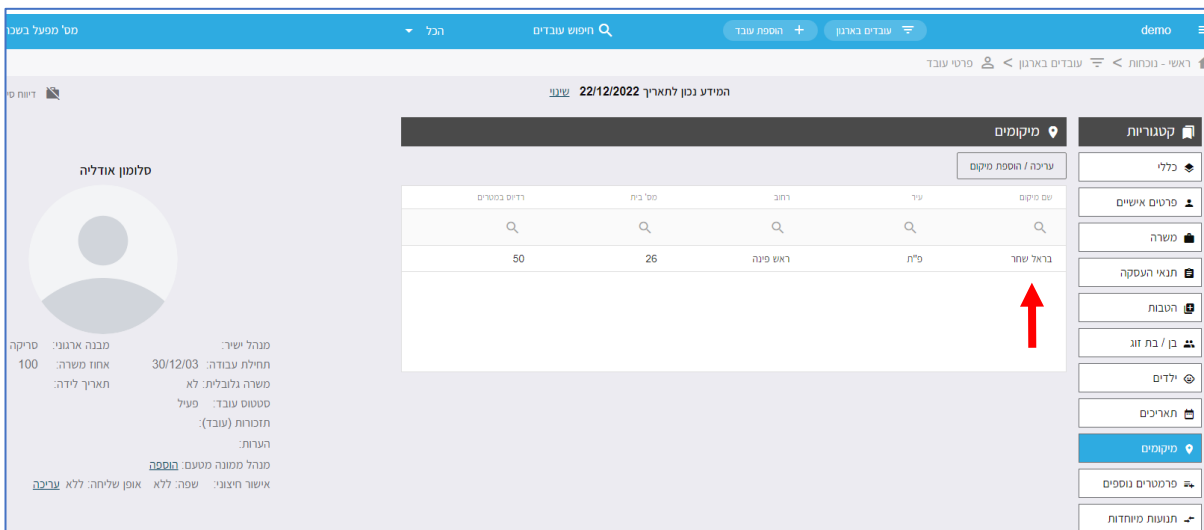 demo
עובדים בארגון
+ הוספת עובד
חיפוש עובדים
הכל
מס' מפעל בשכר
ראשי - נוכחות > עובדים בארגון > פרטי עובד
המידע נכון לתאריך 22/12/2022 שינוי
דיווח
קטגוריות
כללי
פרטים אישיים
משרה
תנאי העסקה
הטבות
בן / בת זוג
ילדים
תאריכים
מיקומים
פרמטרים נוספים
תנועות מיוחדות
מיקומים
עריכה / הוספת מיקום
שם מיקום עיר רחוב מס' בית רדיוס במטרים
בראל שחר פ"ת ראש פינה 26 50
סלומון אודליה
מנהל ישיר: מבנה ארגוני: סריקה
תחילת עבודה: 30/12/03 אחוז משרה: 100
משרה גלובלית: לא תאריך לידה:
סטטוס עובד: פעיל
תזכורות (עובד):
הערות:
מנהל ממונה מטעם: הוספה
אישור חיצוני: שפה: ללא אופן שליחה: ללא עריכה